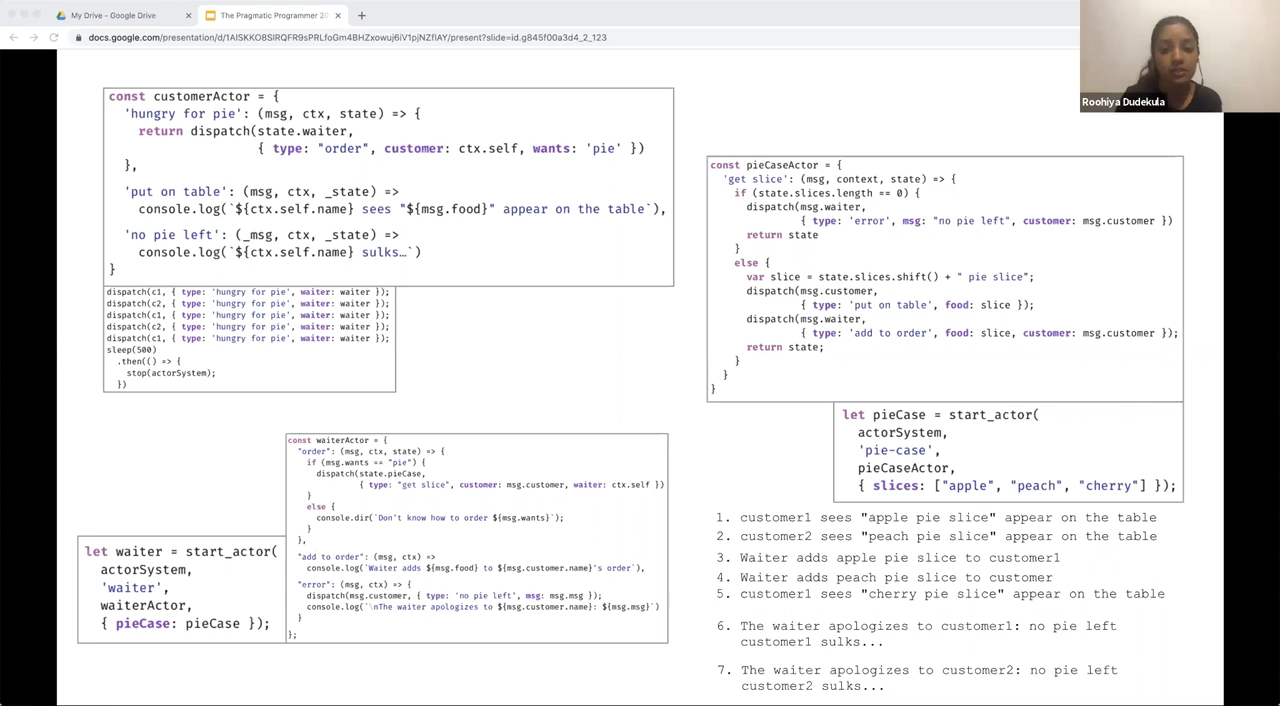 My Drive - Google Drive
The Pragmatic Programmer 20
docs.google.com/presentation/d/1AlSKKO8SlRQFR9sPRLfoGm4BHZxowuj6iV1pjNZflAY/present?slide=id.g845f00a3d4_2_123
Roohiya Dudekula
const customerActor = {
'hungry for pie': (msg, ctx, state) => {
return dispatch(state.waiter,
{ type: "order", customer: ctx.self, wants: 'pie' })
},
'put on table': (msg, ctx, _state) =>
console.log(`${ctx.self.name} sees "${msg.food}" appear on the table`),
'no pie left': (_msg, ctx, _state) =>
console.log(`${ctx.self.name} sulks…`)
}
dispatch(c1, { type: 'hungry for pie', waiter: waiter });
dispatch(c2, { type: 'hungry for pie', waiter: waiter });
dispatch(c1, { type: 'hungry for pie', waiter: waiter });
dispatch(c2, { type: 'hungry for pie', waiter: waiter });
dispatch(c1, { type: 'hungry for pie', waiter: waiter });
sleep(500)
.then(() => {
stop(actorSystem);
})
const waiterActor = {
"order": (msg, ctx, state) => {
if (msg.wants == "pie") {
dispatch(state.pieCase,
{ type: "get slice", customer: msg.customer, waiter: ctx.self })
}
else {
console.dir(`Don't know how to order ${msg.wants}`);
}
},
"add to order": (msg, ctx) =>
console.log(`Waiter adds ${msg.food} to ${msg.customer.name}'s order`),
"error": (msg, ctx) => {
dispatch(msg.customer, { type: 'no pie left', msg: msg.msg });
console.log(`\nThe waiter apologizes to ${msg.customer.name}: ${msg.msg}`)
}
};
let waiter = start_actor(
actorSystem,
'waiter',
waiterActor,
{ pieCase: pieCase });
const pieCaseActor = {
'get slice': (msg, context, state) => {
if (state.slices.length == 0) {
dispatch(msg.waiter,
{ type: 'error', msg: "no pie left", customer: msg.customer })
return state
}
else {
var slice = state.slices.shift() + " pie slice";
dispatch(msg.customer,
{ type: 'put on table', food: slice });
dispatch(msg.waiter,
{ type: 'add to order', food: slice, customer: msg.customer });
return state;
}
}
}
let pieCase = start_actor(
actorSystem,
'pie-case',
pieCaseActor,
{ slices: ["apple", "peach", "cherry"] });
1. customer1 sees "apple pie slice" appear on the table
2. customer2 sees "peach pie slice" appear on the table
3. Waiter adds apple pie slice to customer1
4. Waiter adds peach pie slice to customer
5. customer1 sees "cherry pie slice" appear on the table
6. The waiter apologizes to customer1: no pie left
customer1 sulks...
7. The waiter apologizes to customer2: no pie left
customer2 sulks...